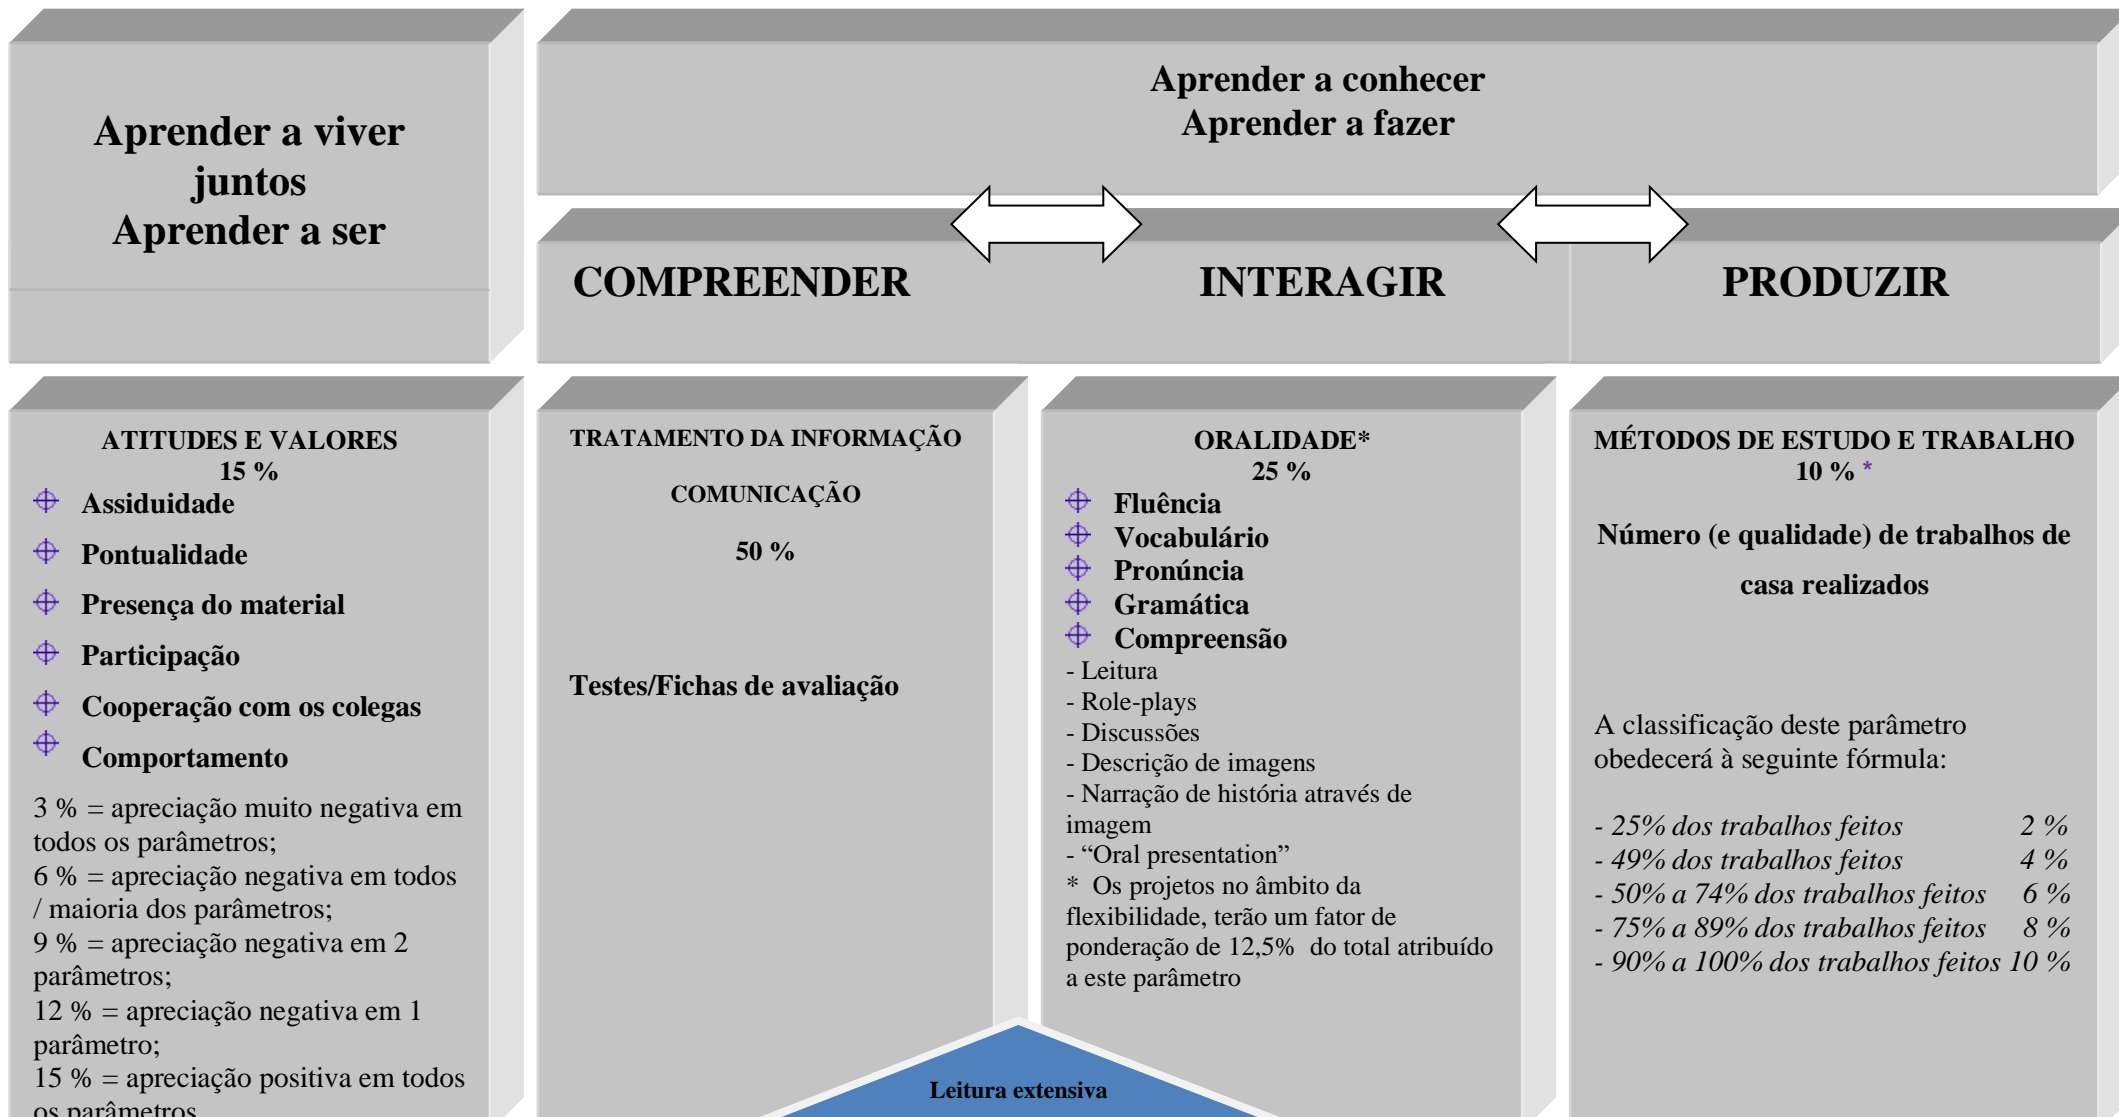 Aprender a viver
juntos
Aprender a ser
Aprender a conhecer
Aprender a fazer
COMPREENDER
INTERAGIR
PRODUZIR
ATITUDES E VALORES
15 %
Assiduidade
Pontualidade
Presença do material
Participação
Cooperação com os colegas
Comportamento
3 % = apreciação muito negativa em
todos os parâmetros;
6 % = apreciação negativa em todos
/ maioria dos parâmetros;
9 % = apreciação negativa em 2
parâmetros;
12 % = apreciação negativa em 1
parâmetro;
15 % = apreciação positiva em todos
os parâmetros
TRATAMENTO DA INFORMAÇÃO
COMUNICAÇÃO
50 %
Testes/Fichas de avaliação
ORALIDADE*
25 %
Fluência
Vocabulário
Pronúncia
Gramática
Compreensão
- Leitura
- Role-plays
- Discussões
- Descrição de imagens
- Narração de história através de
imagem
- “Oral presentation”
* Os projetos no âmbito da
flexibilidade, terão um fator de
ponderação de 12,5% do total atribuído
a este parâmetro
MÉTODOS DE ESTUDO E TRABALHO
10 % *
Número (e qualidade) de trabalhos de
casa realizados
A classificação deste parâmetro
obedecerá à seguinte fórmula:
- 25% dos trabalhos feitos 2 %
- 49% dos trabalhos feitos 4 %
- 50% a 74% dos trabalhos feitos 6 %
- 75% a 89% dos trabalhos feitos 8 %
- 90% a 100% dos trabalhos feitos 10 %
Leitura extensiva